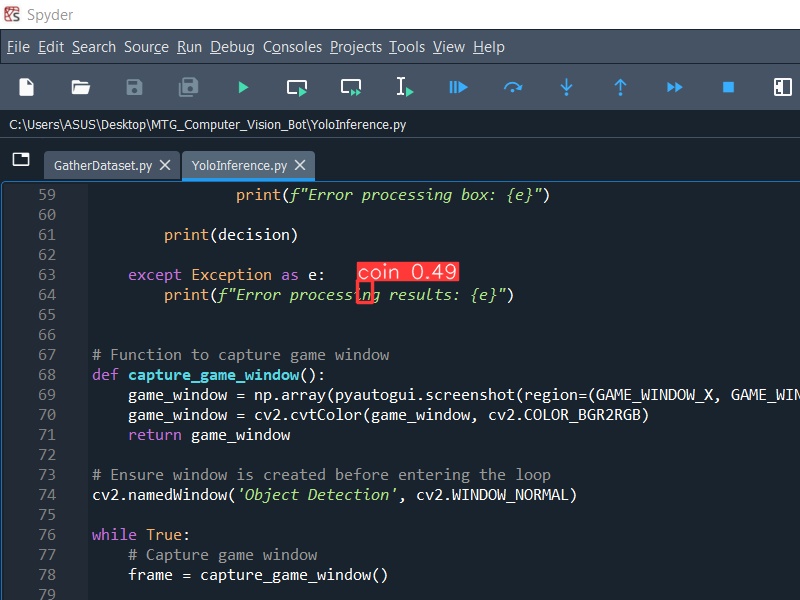 Spyder
File Edit Search Source Run Debug Consoles Projects Tools View Help
C:\Users\ASUS\Desktop\MTG_Computer_Vision_Bot\YoloInference.py
GatherDataset.py YoloInference.py
59 print(f"Error processing box: {e}")
60
61 print(decision)
62
63 except Exception as e:
coin 0.49
64 print(f"Error processing results: {e}")
65
66
67 # Function to capture game window
68 def capture_game_window():
69 game_window = np.array(pyautogui.screenshot(region=(GAME_WINDOW_X, GAME_WIN
70 game_window = cv2.cvtColor(game_window, cv2.COLOR_BGR2RGB)
71 return game_window
72
73 # Ensure window is created before entering the loop
74 cv2.namedWindow('Object Detection', cv2.WINDOW_NORMAL)
75
76 while True:
77 # Capture game window
78 frame = capture_game_window()
79